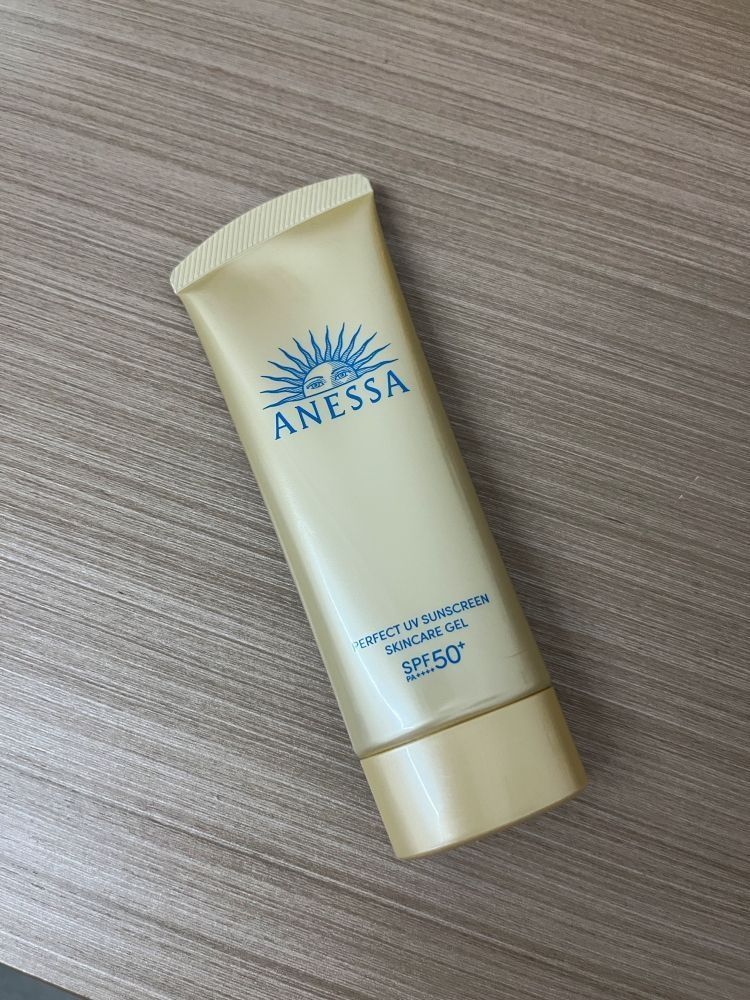 ANESSA
PERFECT UV SUNSCREEN
SKINCARE GEL
SPF50+
PA++++